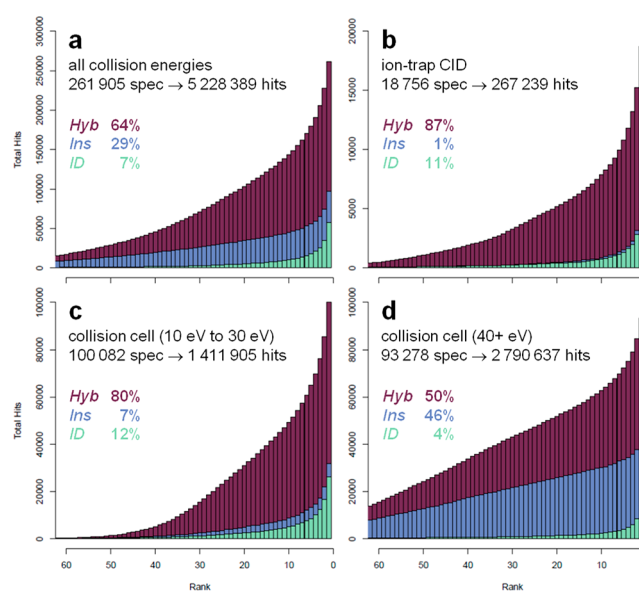 a
all collision energies
261 905 spec → 5 228 389 hits
Hyb 64%
Ins 29%
ID 7%
Total Hits
0
50000
100000
150000
200000
250000
300000
b
ion-trap CID
18 756 spec → 267 239 hits
Hyb 87%
Ins 1%
ID 11%
0
5000
10000
15000
20000
c
collision cell (10 eV to 30 eV)
100 082 spec → 1 411 905 hits
Hyb 80%
Ins 7%
ID 12%
Total Hits
0
20000
40000
60000
80000
100000
60 50 40 30 20 10 0
Rank
d
collision cell (40+ eV)
93 278 spec → 2 790 637 hits
Hyb 50%
Ins 46%
ID 4%
0
20000
40000
60000
80000
100000
60 50 40 30 20 10
Rank